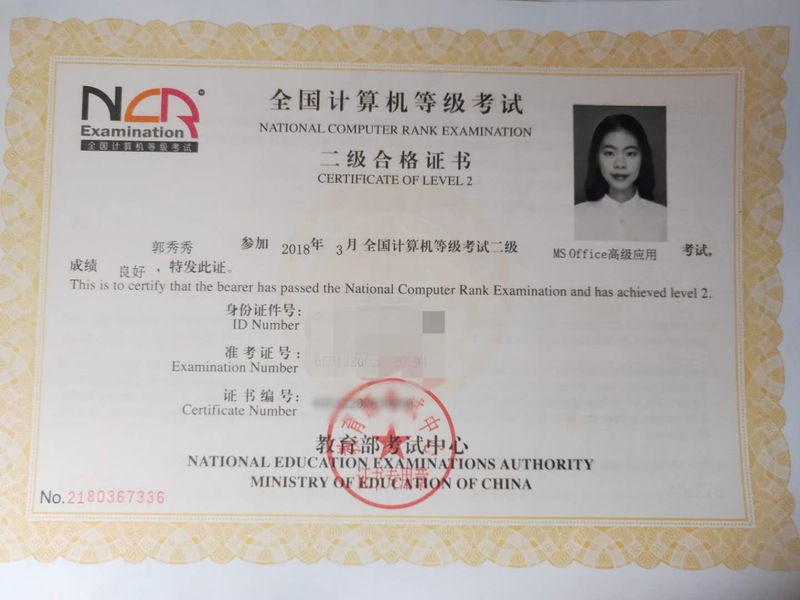 NCR
Examination
全国计算机等级考试
全国计算机等级考试
NATIONAL COMPUTER RANK EXAMINATION
二级合格证书
CERTIFICATE OF LEVEL 2
郭秀秀 参加 2018年 3月 全国计算机等级考试二级 MS Office高级应用 考试,
成绩 良好 ,特发此证。
This is to certify that the bearer has passed the National Computer Rank Examination and has achieved level 2.
身份证件号:
ID Number
准考证号:
Examination Number
证书编号:
Certificate Number
教育部考试中心
NATIONAL EDUCATION EXAMINATIONS AUTHORITY
MINISTRY OF EDUCATION OF CHINA
证书专用章
No.2180367336